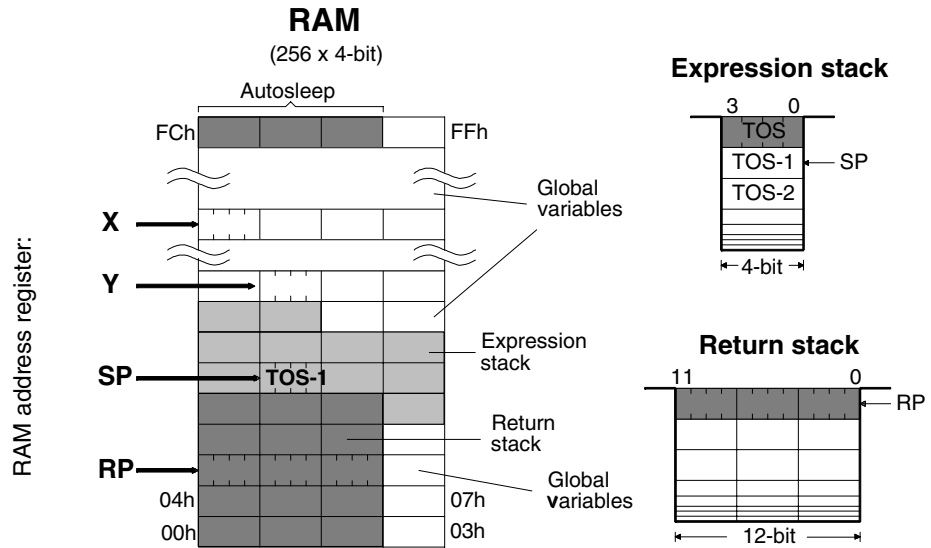 RAM
(256 x 4-bit)
Autosleep
FCh
FFh
Global
variables
X
Y
SP
TOS-1
Expression
stack
Return
stack
RP
Global
variables
04h
07h
00h
03h
RAM address register:
Expression stack
3 0
TOS
TOS-1
SP
TOS-2
4-bit
Return stack
11 0
RP
12-bit